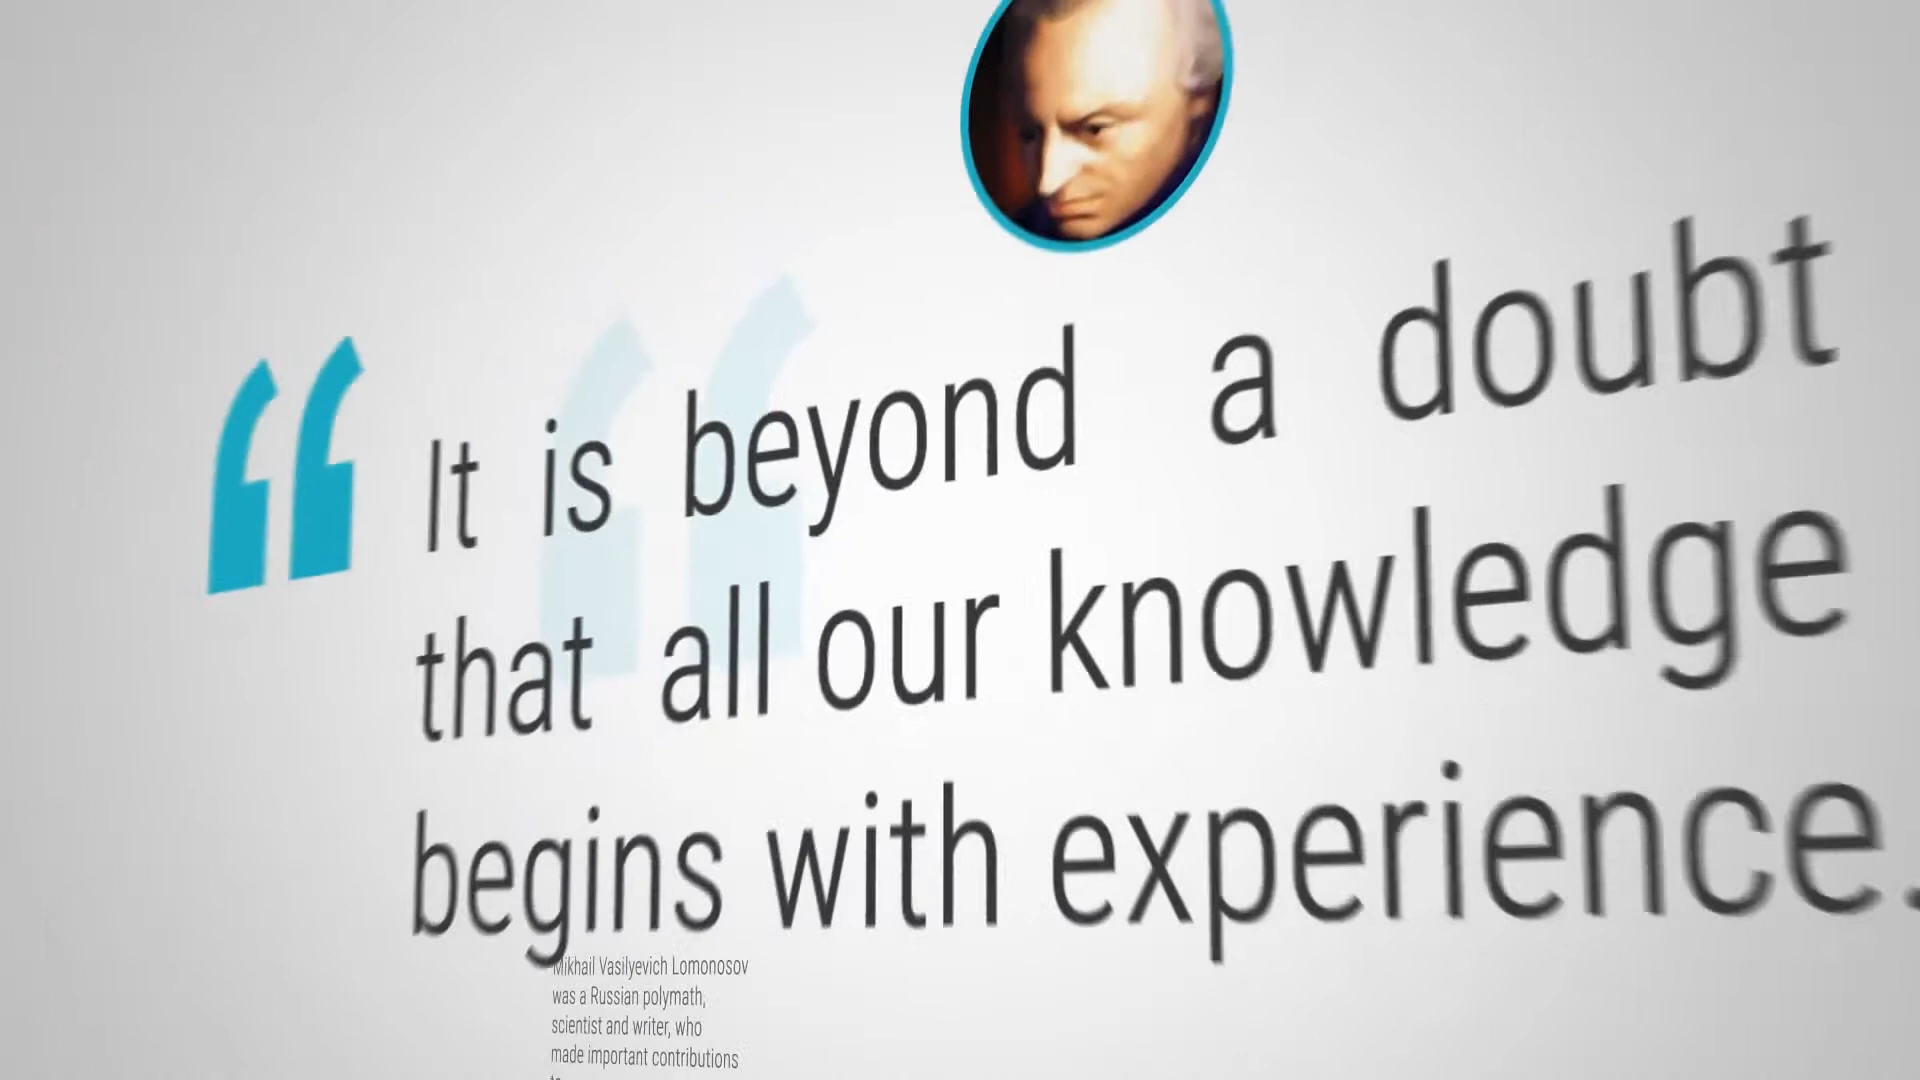 “ It is beyond a doubt
that all our knowledge
begins with experience.
Mikhail Vasilyevich Lomonosov
was a Russian polymath,
scientist and writer, who
made important contributions